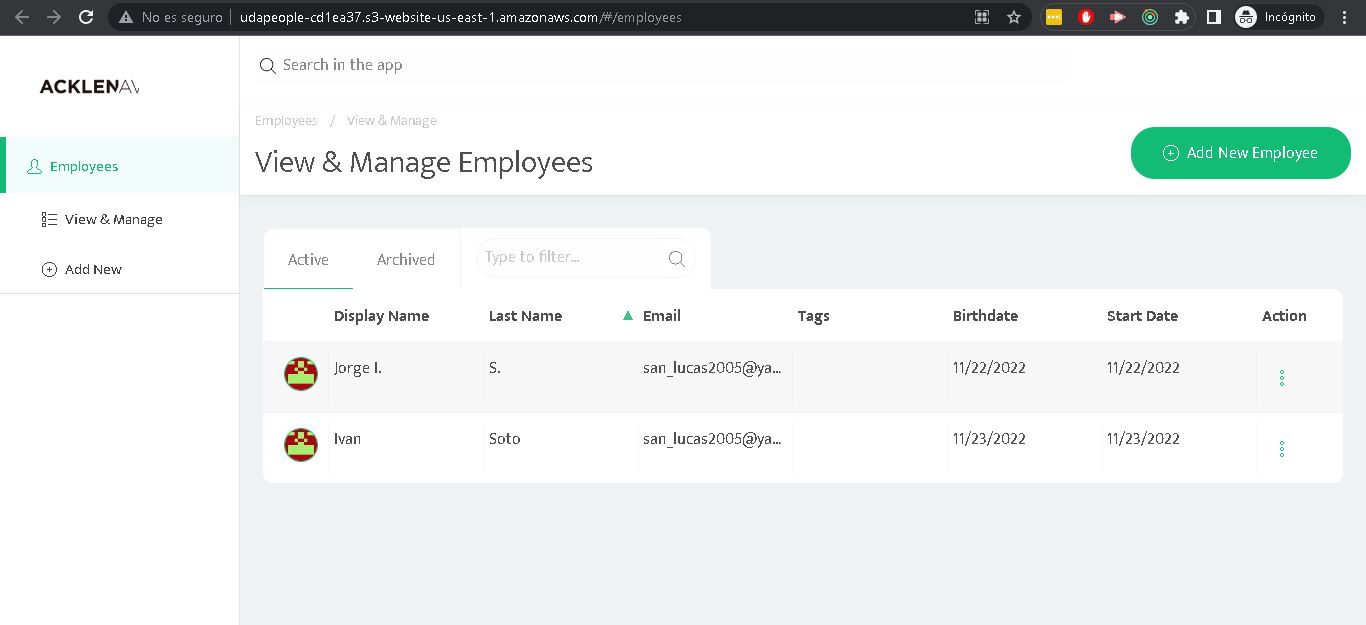 No es seguro udapeople-cd1ea37.s3-website-us-east-1.amazonaws.com/#/employees Incógnito
ACKLENAV
Search in the app
Employees / View & Manage
View & Manage Employees
Add New Employee
Employees
View & Manage
Add New
Active Archived Type to filter...
Display Name Last Name Email Tags Birthdate Start Date Action
Jorge I. S. san_lucas2005@ya... 11/22/2022 11/22/2022
Ivan Soto san_lucas2005@ya... 11/23/2022 11/23/2022